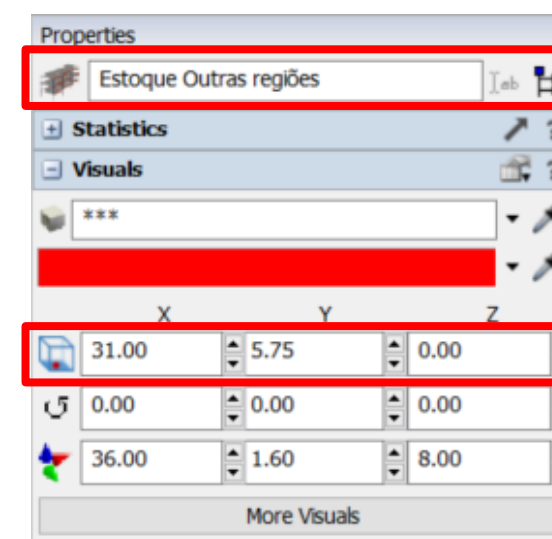 Properties
Estoque Outras regiões
Statistics
Visuals
***
X Y Z
31.00 5.75 0.00
0.00 0.00 0.00
36.00 1.60 8.00
More Visuals